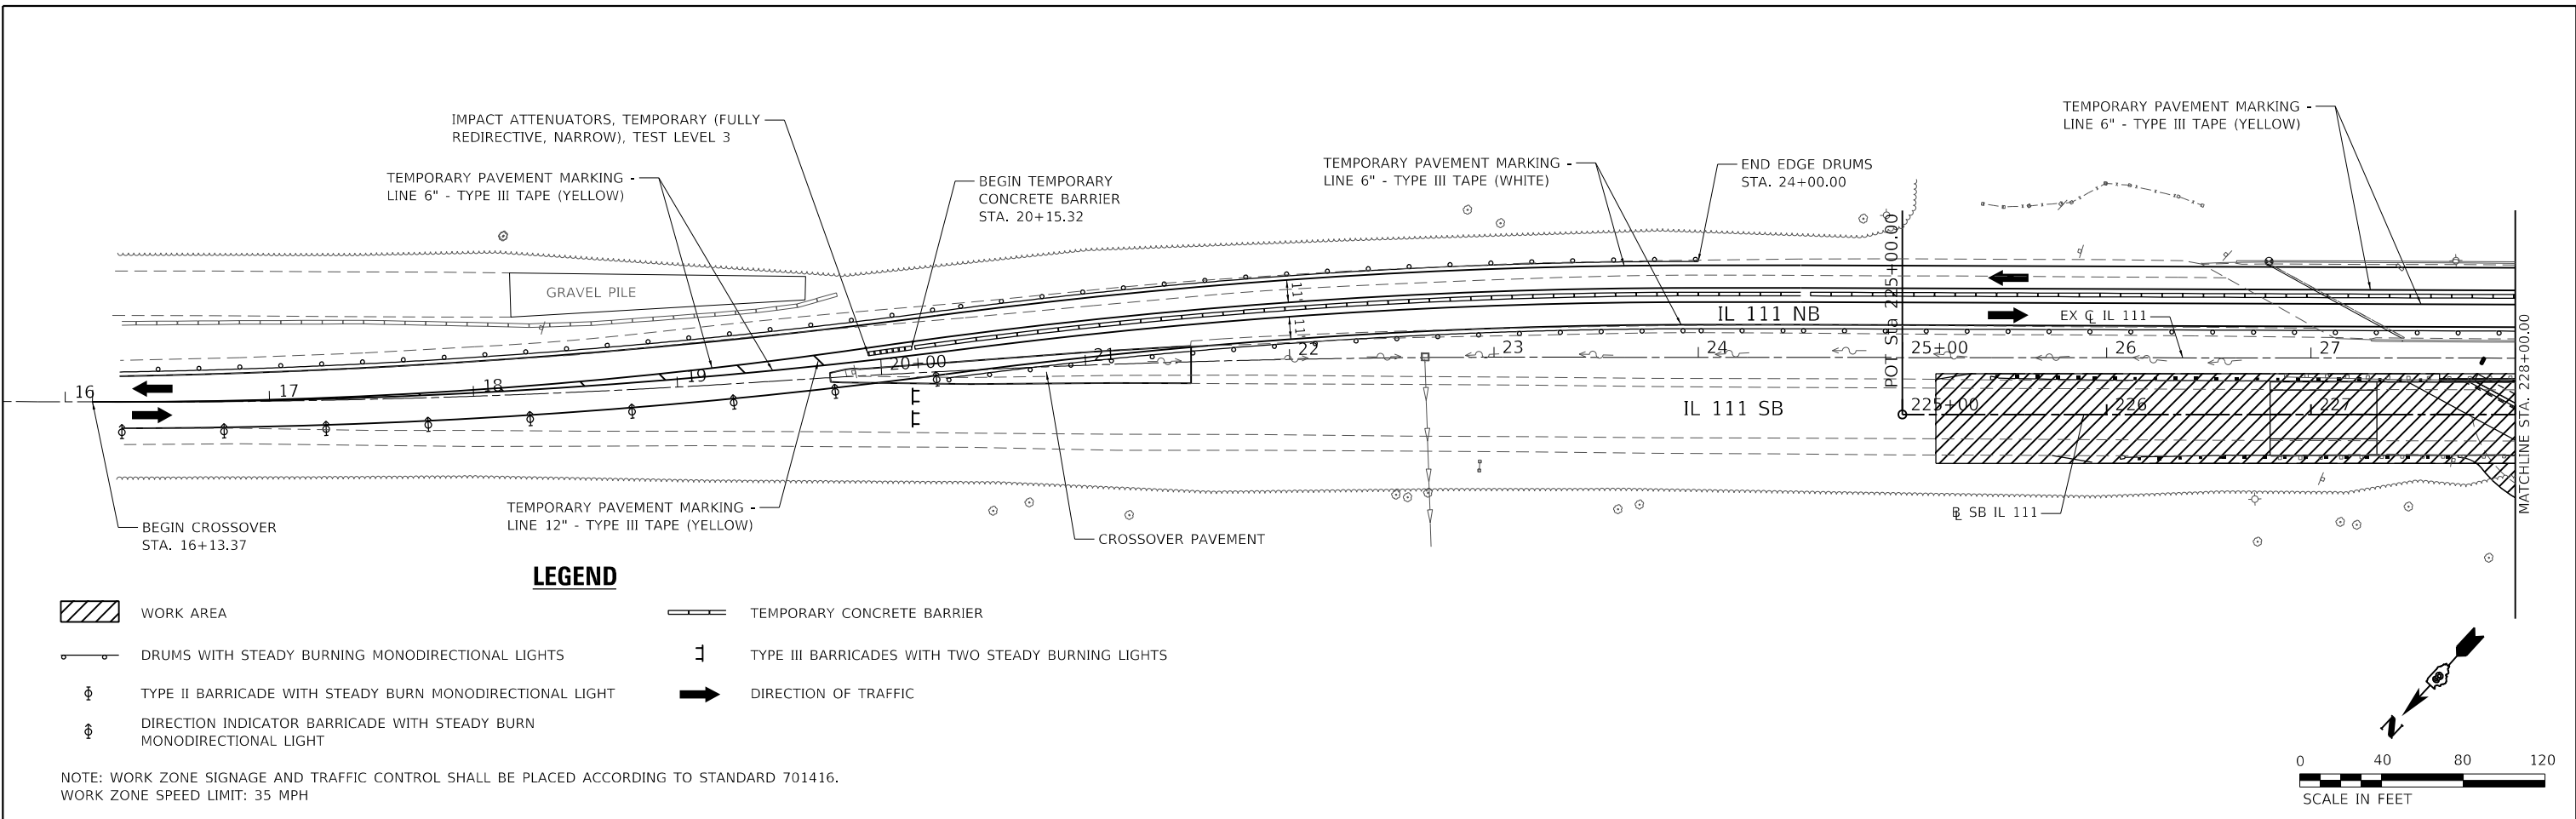 IMPACT ATTENUATORS, TEMPORARY (FULLY
REDIRECTIVE, NARROW), TEST LEVEL 3
TEMPORARY PAVEMENT MARKING -
LINE 6" - TYPE III TAPE (YELLOW)
BEGIN TEMPORARY
CONCRETE BARRIER
STA. 20+15.32
TEMPORARY PAVEMENT MARKING -
LINE 6" - TYPE III TAPE (WHITE)
END EDGE DRUMS
STA. 24+00.00
TEMPORARY PAVEMENT MARKING -
LINE 6" - TYPE III TAPE (YELLOW)
GRAVEL PILE
11'
11'
IL 111 NB
POT Sta 225+00.00
EX ℄ IL 111
MATCHLINE STA. 228+00.00
16
17
18
19
20+00
21
22
23
24
25+00
26
27
IL 111 SB
225+00
226
227
BEGIN CROSSOVER
STA. 16+13.37
TEMPORARY PAVEMENT MARKING -
LINE 12" - TYPE III TAPE (YELLOW)
CROSSOVER PAVEMENT
SB IL 111
LEGEND
WORK AREA
TEMPORARY CONCRETE BARRIER
DRUMS WITH STEADY BURNING MONODIRECTIONAL LIGHTS
TYPE III BARRICADES WITH TWO STEADY BURNING LIGHTS
TYPE II BARRICADE WITH STEADY BURN MONODIRECTIONAL LIGHT
DIRECTION OF TRAFFIC
DIRECTION INDICATOR BARRICADE WITH STEADY BURN
MONODIRECTIONAL LIGHT
NOTE: WORK ZONE SIGNAGE AND TRAFFIC CONTROL SHALL BE PLACED ACCORDING TO STANDARD 701416.
WORK ZONE SPEED LIMIT: 35 MPH
N
0 40 80 120
SCALE IN FEET